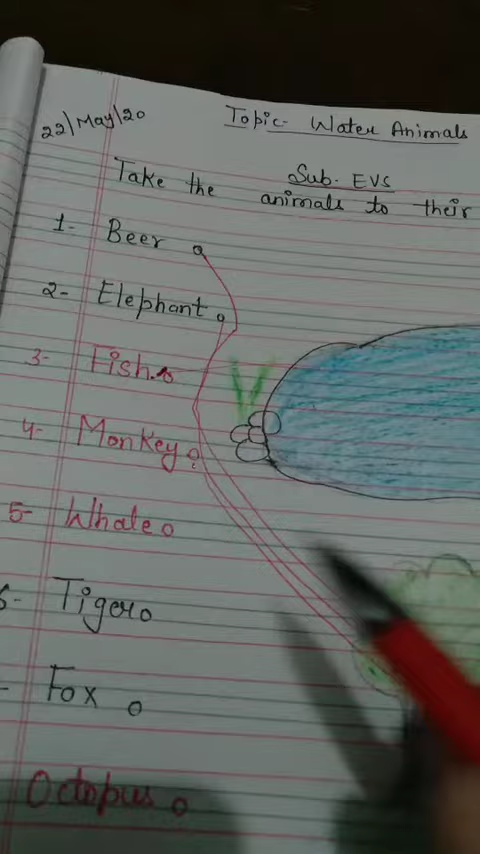 22/May/20
Topic- Water Animals
Sub- EVS
Take the animals to their
1- Beer
2- Elephant
3- Fish
4- Monkey
5- Whale
6- Tiger
- Fox
Octopus